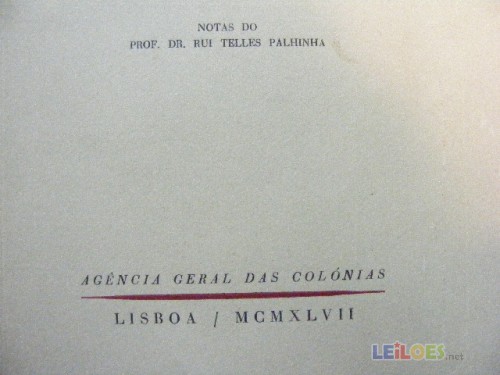 NOTAS DO
PROF. DR. RUI TELLES PALHINHA
AGÊNCIA GERAL DAS COLÓNIAS
LISBOA / MCMXLVII
LEiLOES.net